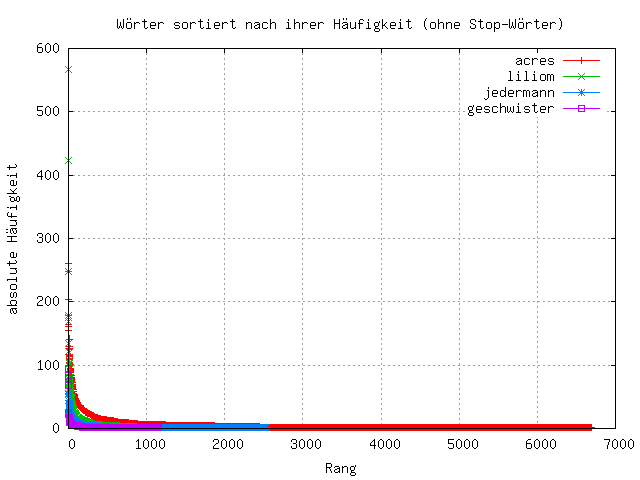 Wörter sortiert nach ihrer Häufigkeit (ohne Stop-Wörter)
600
500
400
300
200
100
0
absolute Häufigkeit
acres
liliom
jedermann
geschwister
0 1000 2000 3000 4000 5000 6000 7000
Rang